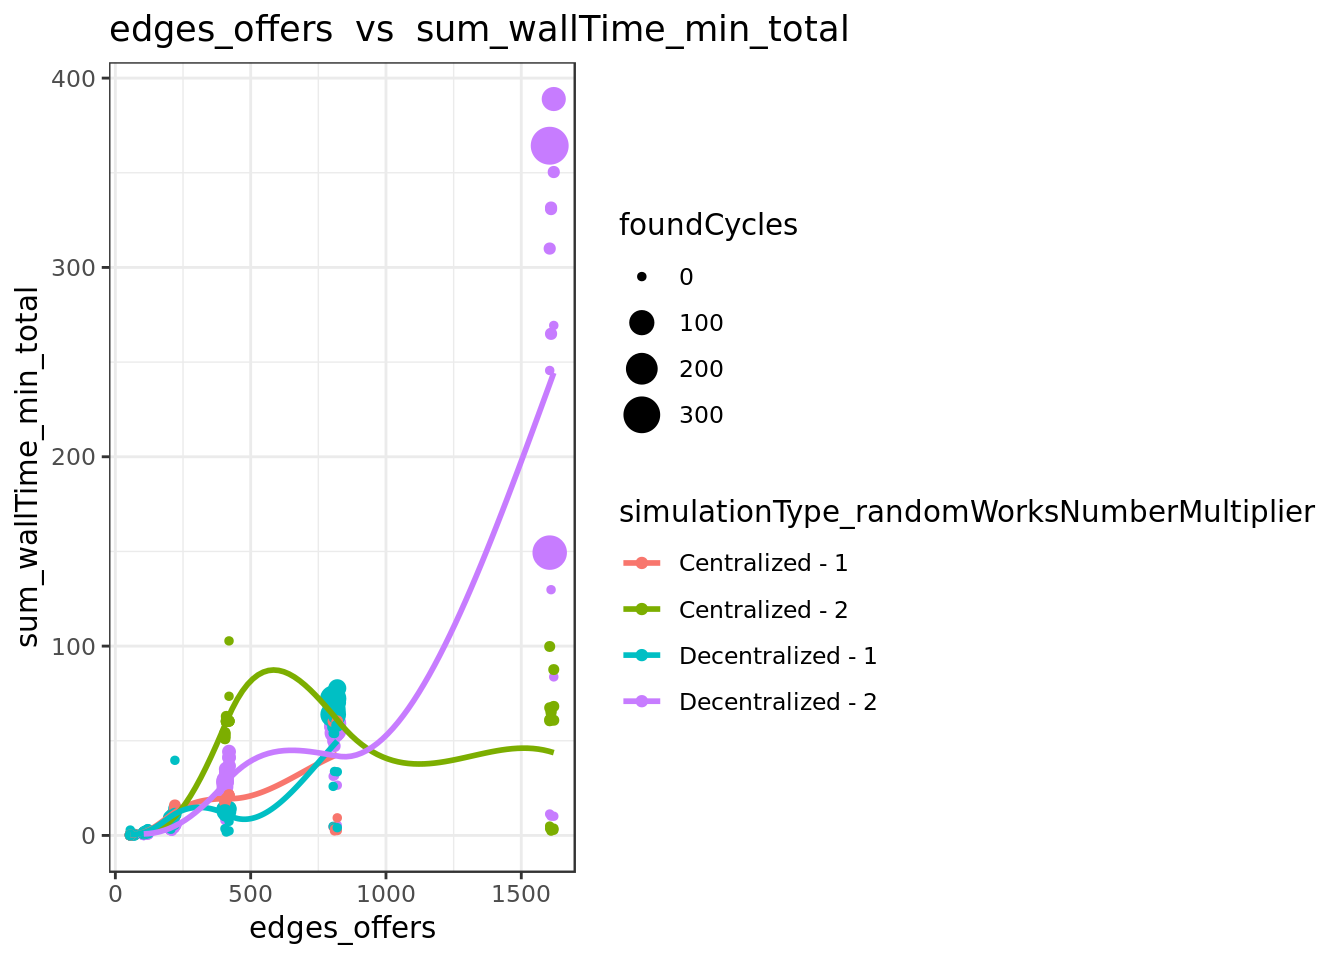 edges_offers  vs  sum_wallTime_min_total
sum_wallTime_min_total
400
300
200
100
0
0
500
1000
1500
edges_offers
foundCycles
0
100
200
300
simulationType_randomWorksNumberMultiplier
Centralized - 1
Centralized - 2
Decentralized - 1
Decentralized - 2